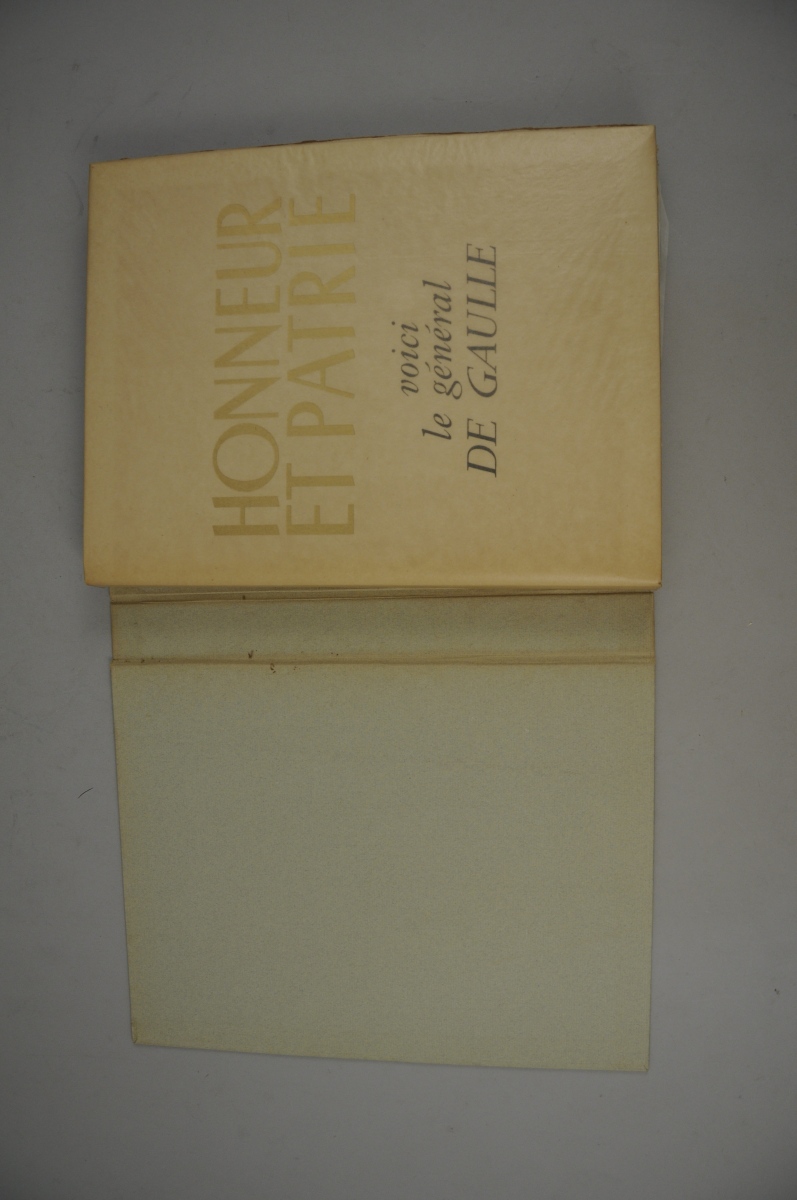 HONNEUR
ET PATRIE
voici
le général
DE GAULLE